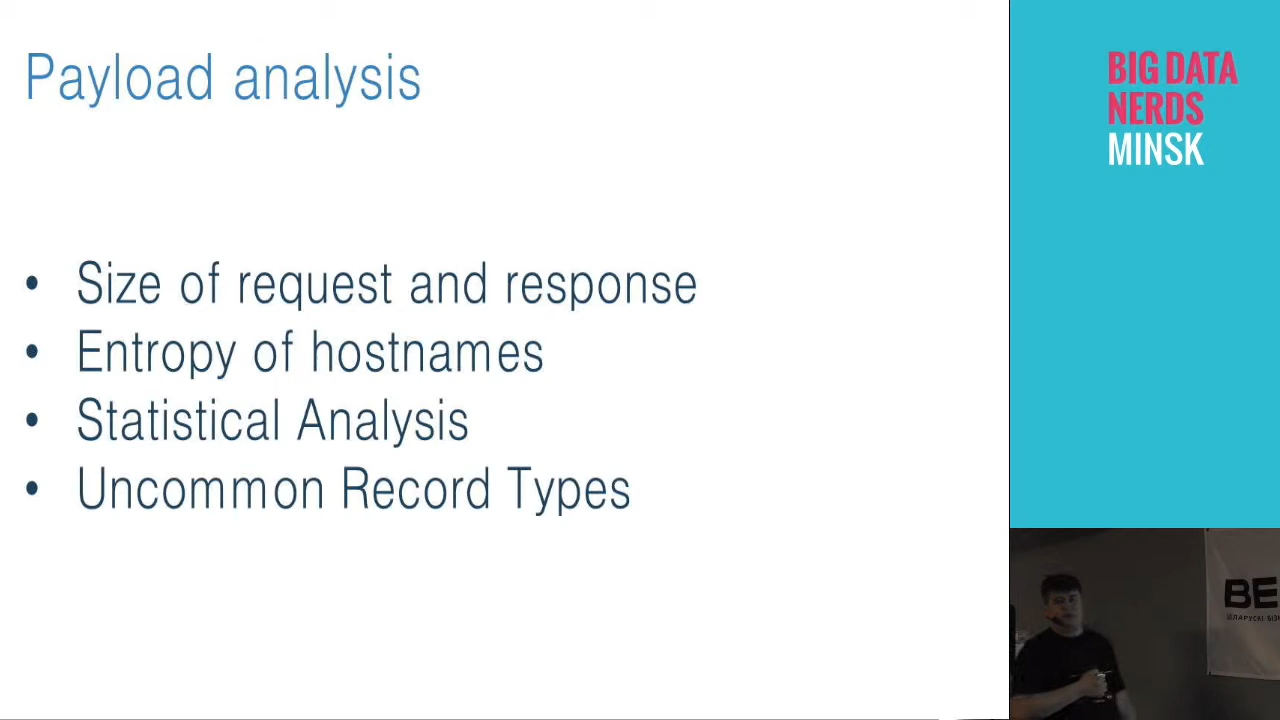 Payload analysis
• Size of request and response
• Entropy of hostnames
• Statistical Analysis
• Uncommon Record Types
BIG DATA
NERDS
MINSK
BE